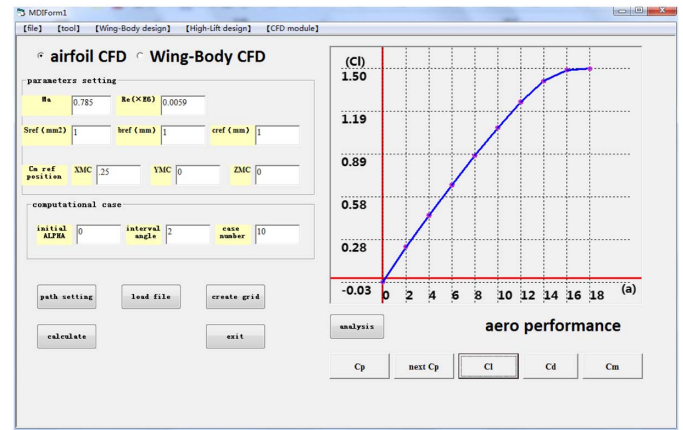 MDIForm1
[file] [tool] [Wing-Body design] [High-Lift design] [CFD module]
airfoil CFD Wing-Body CFD
parameters setting
Ma 0.785 Re(×E6) 0.0059
Sref(mm2) 1 bref(mm) 1 cref(mm) 1
Cm ref position XMC .25 YMC 0 ZMC 0
computational case
initial ALPHA 0 interval angle 2 case number 10
path setting load file create grid
calculate exit
(Cl)
1.50
1.19
0.89
0.58
0.28
-0.03
0 2 4 6 8 10 12 14 16 18 (a)
analysis aero performance
Cp next Cp Cl Cd Cm